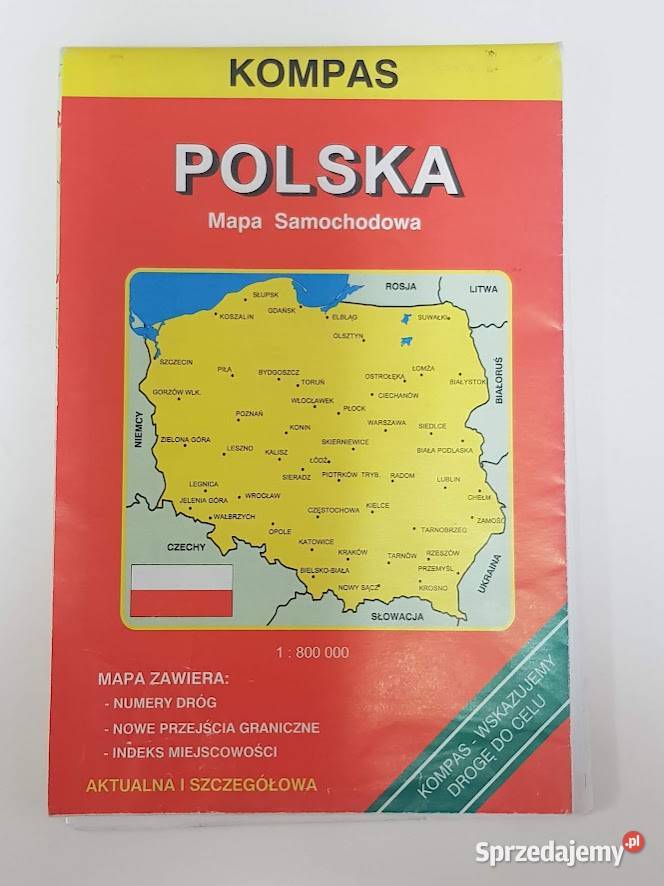 KOMPAS
POLSKA
Mapa Samochodowa
ROSJA
LITWA
SŁUPSK
GDAŃSK
KOSZALIN
ELBLĄG
SUWAŁKI
OLSZTYN
SZCZECIN
PIŁA
BYDGOSZCZ
TORUŃ
OSTROŁĘKA
ŁOMŻA
BIAŁYSTOK
BIAŁORUŚ
GORZÓW WLK.
WŁOCŁAWEK
CIECHANÓW
PŁOCK
POZNAŃ
NIEMCY
KONIN
WARSZAWA
SIEDLCE
ZIELONA GÓRA
LESZNO
KALISZ
SKIERNIEWICE
BIAŁA PODLASKA
ŁÓDŹ
SIERADZ
PIOTRKÓW TRYB.
RADOM
LUBLIN
LEGNICA
WROCŁAW
CHEŁM
JELENIA GÓRA
WAŁBRZYCH
CZĘSTOCHOWA
KIELCE
ZAMOŚĆ
OPOLE
TARNOBRZEG
CZECHY
KATOWICE
KRAKÓW
TARNÓW
RZESZÓW
UKRAINA
BIELSKO-BIAŁA
PRZEMYŚL
NOWY SĄCZ
KROSNO
SŁOWACJA
1 : 800 000
MAPA ZAWIERA:
- NUMERY DRÓG
- NOWE PRZEJŚCIA GRANICZNE
- INDEKS MIEJSCOWOŚCI
AKTUALNA I SZCZEGÓŁOWA
KOMPAS WSKAZUJEMY
DROGĘ DO CELU
Sprzedajemy.pl